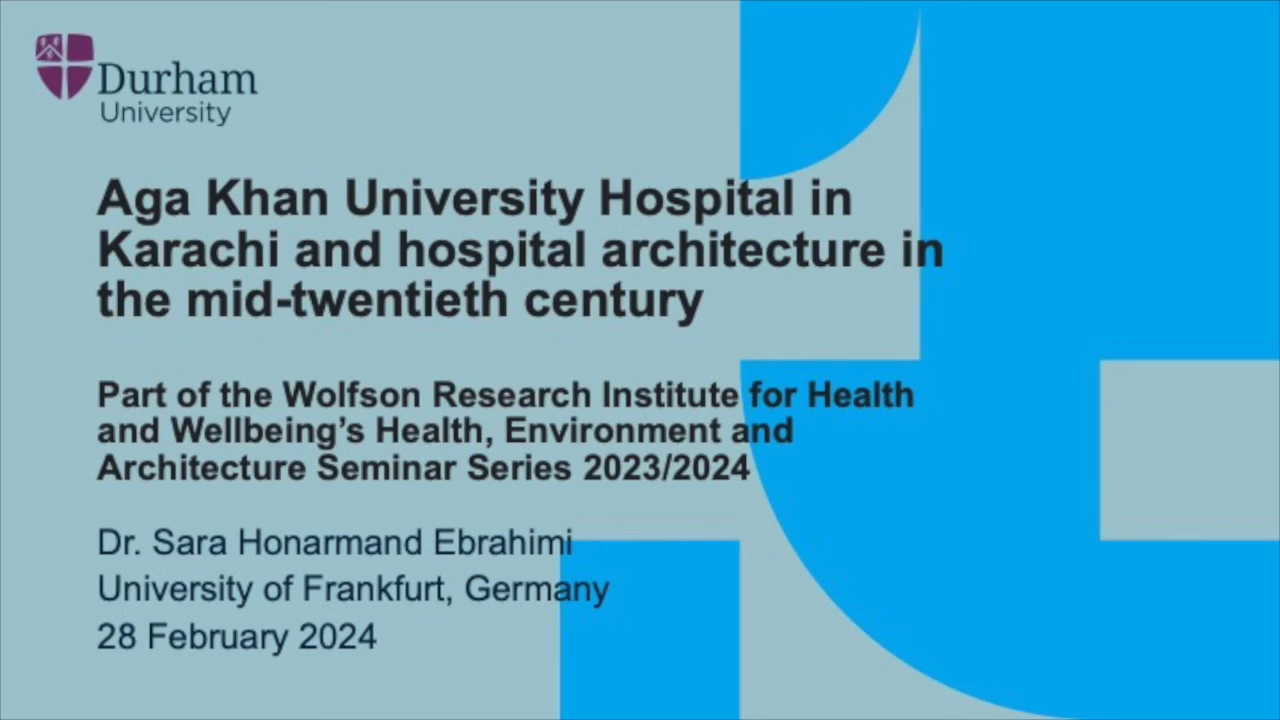 Durham
University
Aga Khan University Hospital in
Karachi and hospital architecture in
the mid-twentieth century
Part of the Wolfson Research Institute for Health
and Wellbeing’s Health, Environment and
Architecture Seminar Series 2023/2024
Dr. Sara Honarmand Ebrahimi
University of Frankfurt, Germany
28 February 2024